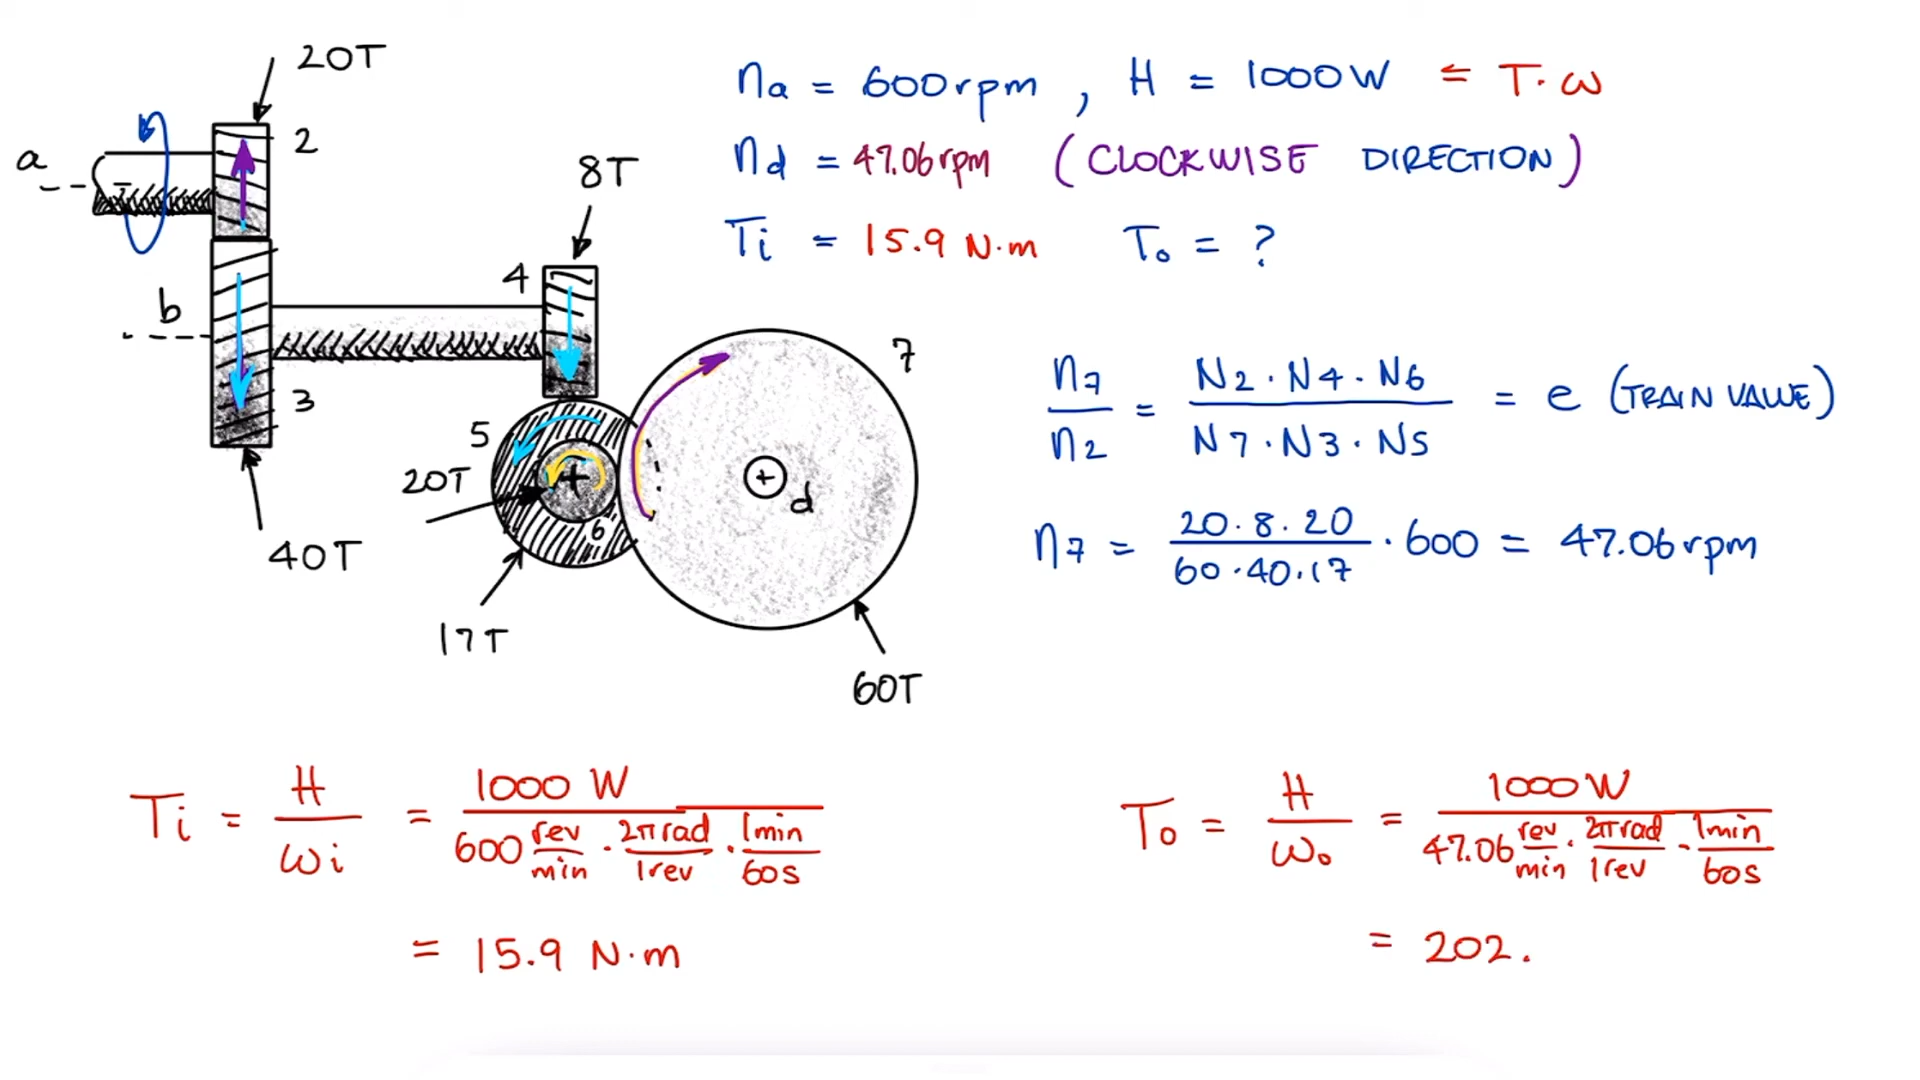 20T
2
a
8T
4
b
3
7
5
20T
6
d
40T
17T
60T
na = 600rpm , H = 1000W = T·ω
nd = 47.06rpm (CLOCKWISE DIRECTION)
Ti = 15.9 N·m To = ?
n7/n2 = N2·N4·N6 / N7·N3·N5 = e (TRAIN VALUE)
n7 = 20·8·20 / 60·40·17 · 600 = 47.06rpm
Ti = H/ωi = 1000 W / 600 rev/min · 2π rad/1rev · 1min/60s
= 15.9 N·m
To = H/ωo = 1000W / 47.06 rev/min · 2π rad/1rev · 1min/60s
= 202.